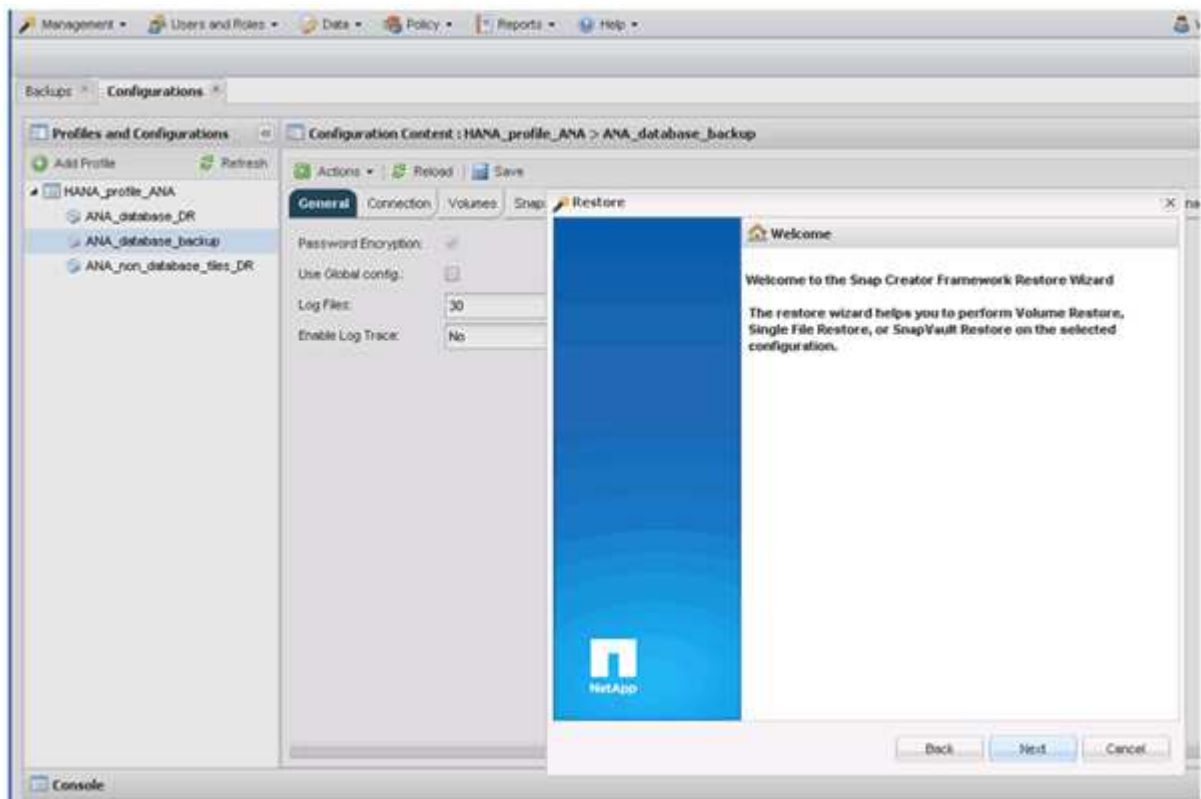 Management Users and Roles Data Policy Reports Help
Backups Configurations
Profiles and Configurations
Add Profile Refresh
HANA_profile_ANA
ANA_database_DR
ANA_database_backup
ANA_non_database_files_DR
Configuration Content : HANA_profile_ANA > ANA_database_backup
Actions Reload Save
General Connection Volumes Snap
Password Encryption:
Use Global config.:
Log Files: 30
Enable Log Trace: No
Restore
Welcome
Welcome to the Snap Creator Framework Restore Wizard
The restore wizard helps you to perform Volume Restore,
Single File Restore, or SnapVault Restore on the selected
configuration.
NetApp
Back Next Cancel
Console